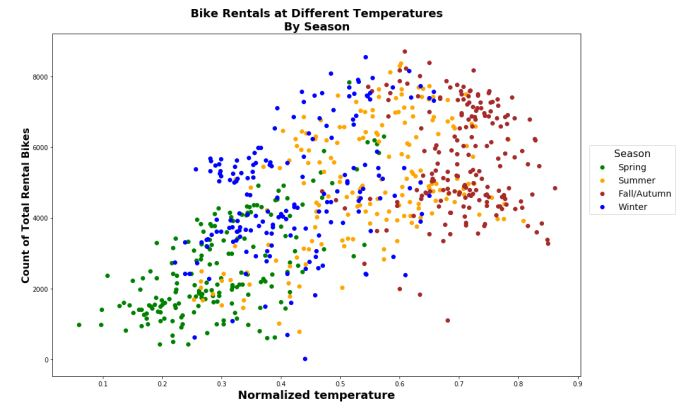 Bike Rentals at Different Temperatures
By Season
Count of Total Rental Bikes
8000
6000
4000
2000
0
0.1 0.2 0.3 0.4 0.5 0.6 0.7 0.8 0.9
Normalized temperature
Season
Spring
Summer
Fall/Autumn
Winter